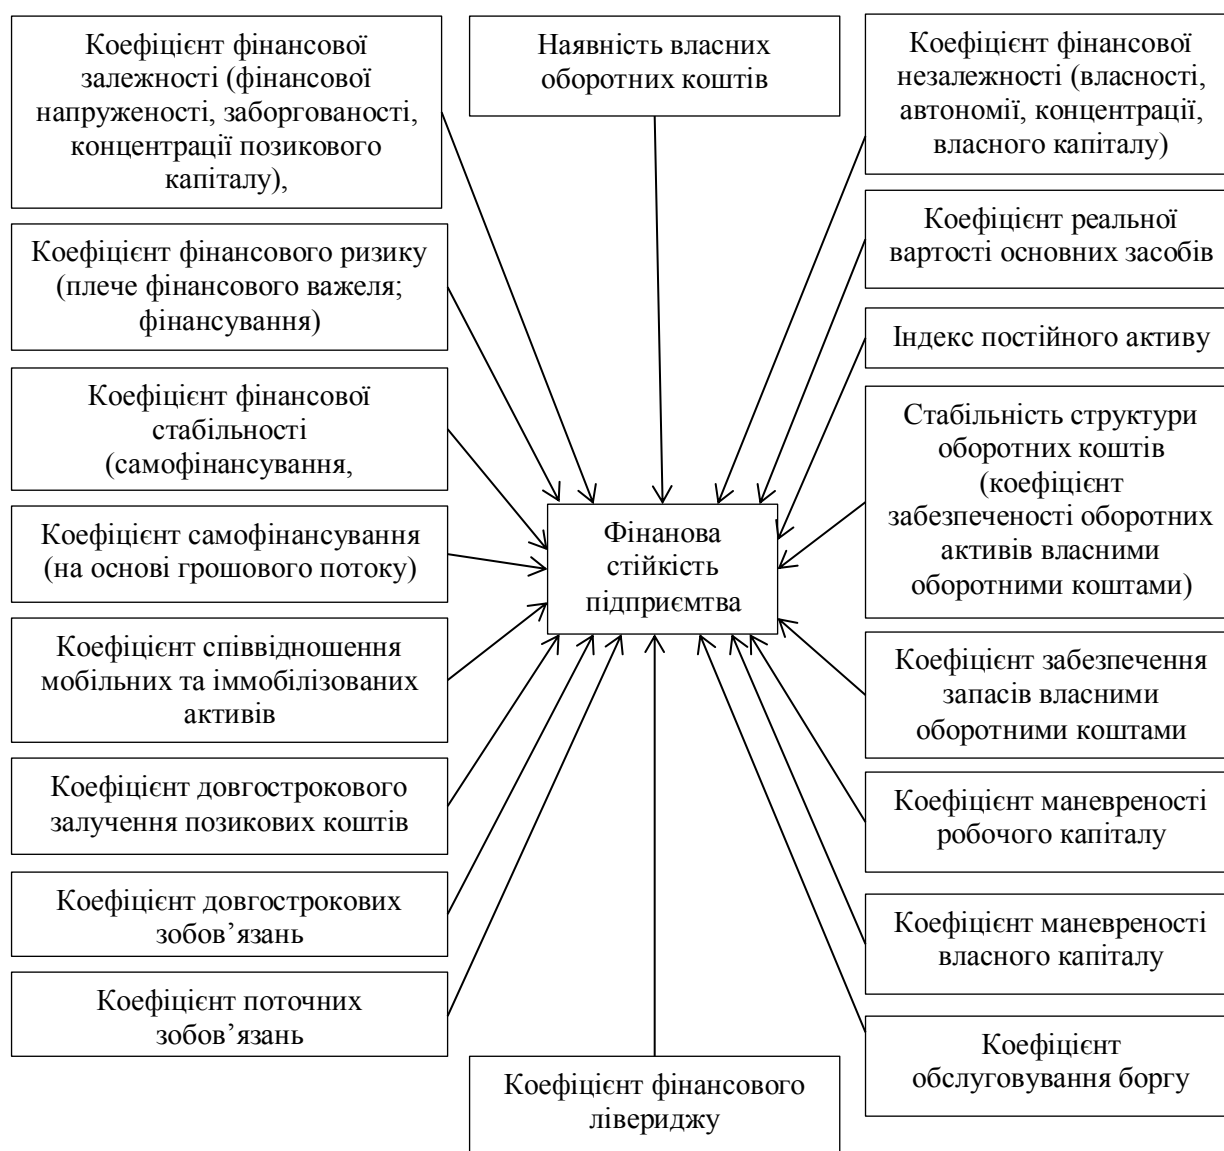 Коефіцієнт фінансової
залежності (фінансової
напруженості, заборгованості,
концентрації позикового
капіталу),
Наявність власних
оборотних коштів
Коефіцієнт фінансової
незалежності (власності,
автономії, концентрації,
власного капіталу)
Коефіцієнт фінансового ризику
(плече фінансового важеля;
фінансування)
Коефіцієнт реальної
вартості основних засобів
Індекс постійного активу
Коефіцієнт фінансової
стабільності
(самофінансування,
Стабільність структури
оборотних коштів
(коефіцієнт
забезпеченості оборотних
активів власними
оборотними коштами)
Коефіцієнт самофінансування
(на основі грошового потоку)
Фінанова
стійкість
підприємтва
Коефіцієнт співвідношення
мобільних та іммобілізованих
активів
Коефіцієнт забезпечення
запасів власними
оборотними коштами
Коефіцієнт довгострокового
залучення позикових коштів
Коефіцієнт маневреності
робочого капіталу
Коефіцієнт довгострокових
зобов’язань
Коефіцієнт маневреності
власного капіталу
Коефіцієнт поточних
зобов’язань
Коефіцієнт
обслуговування боргу
Коефіцієнт фінансового
лівериджу